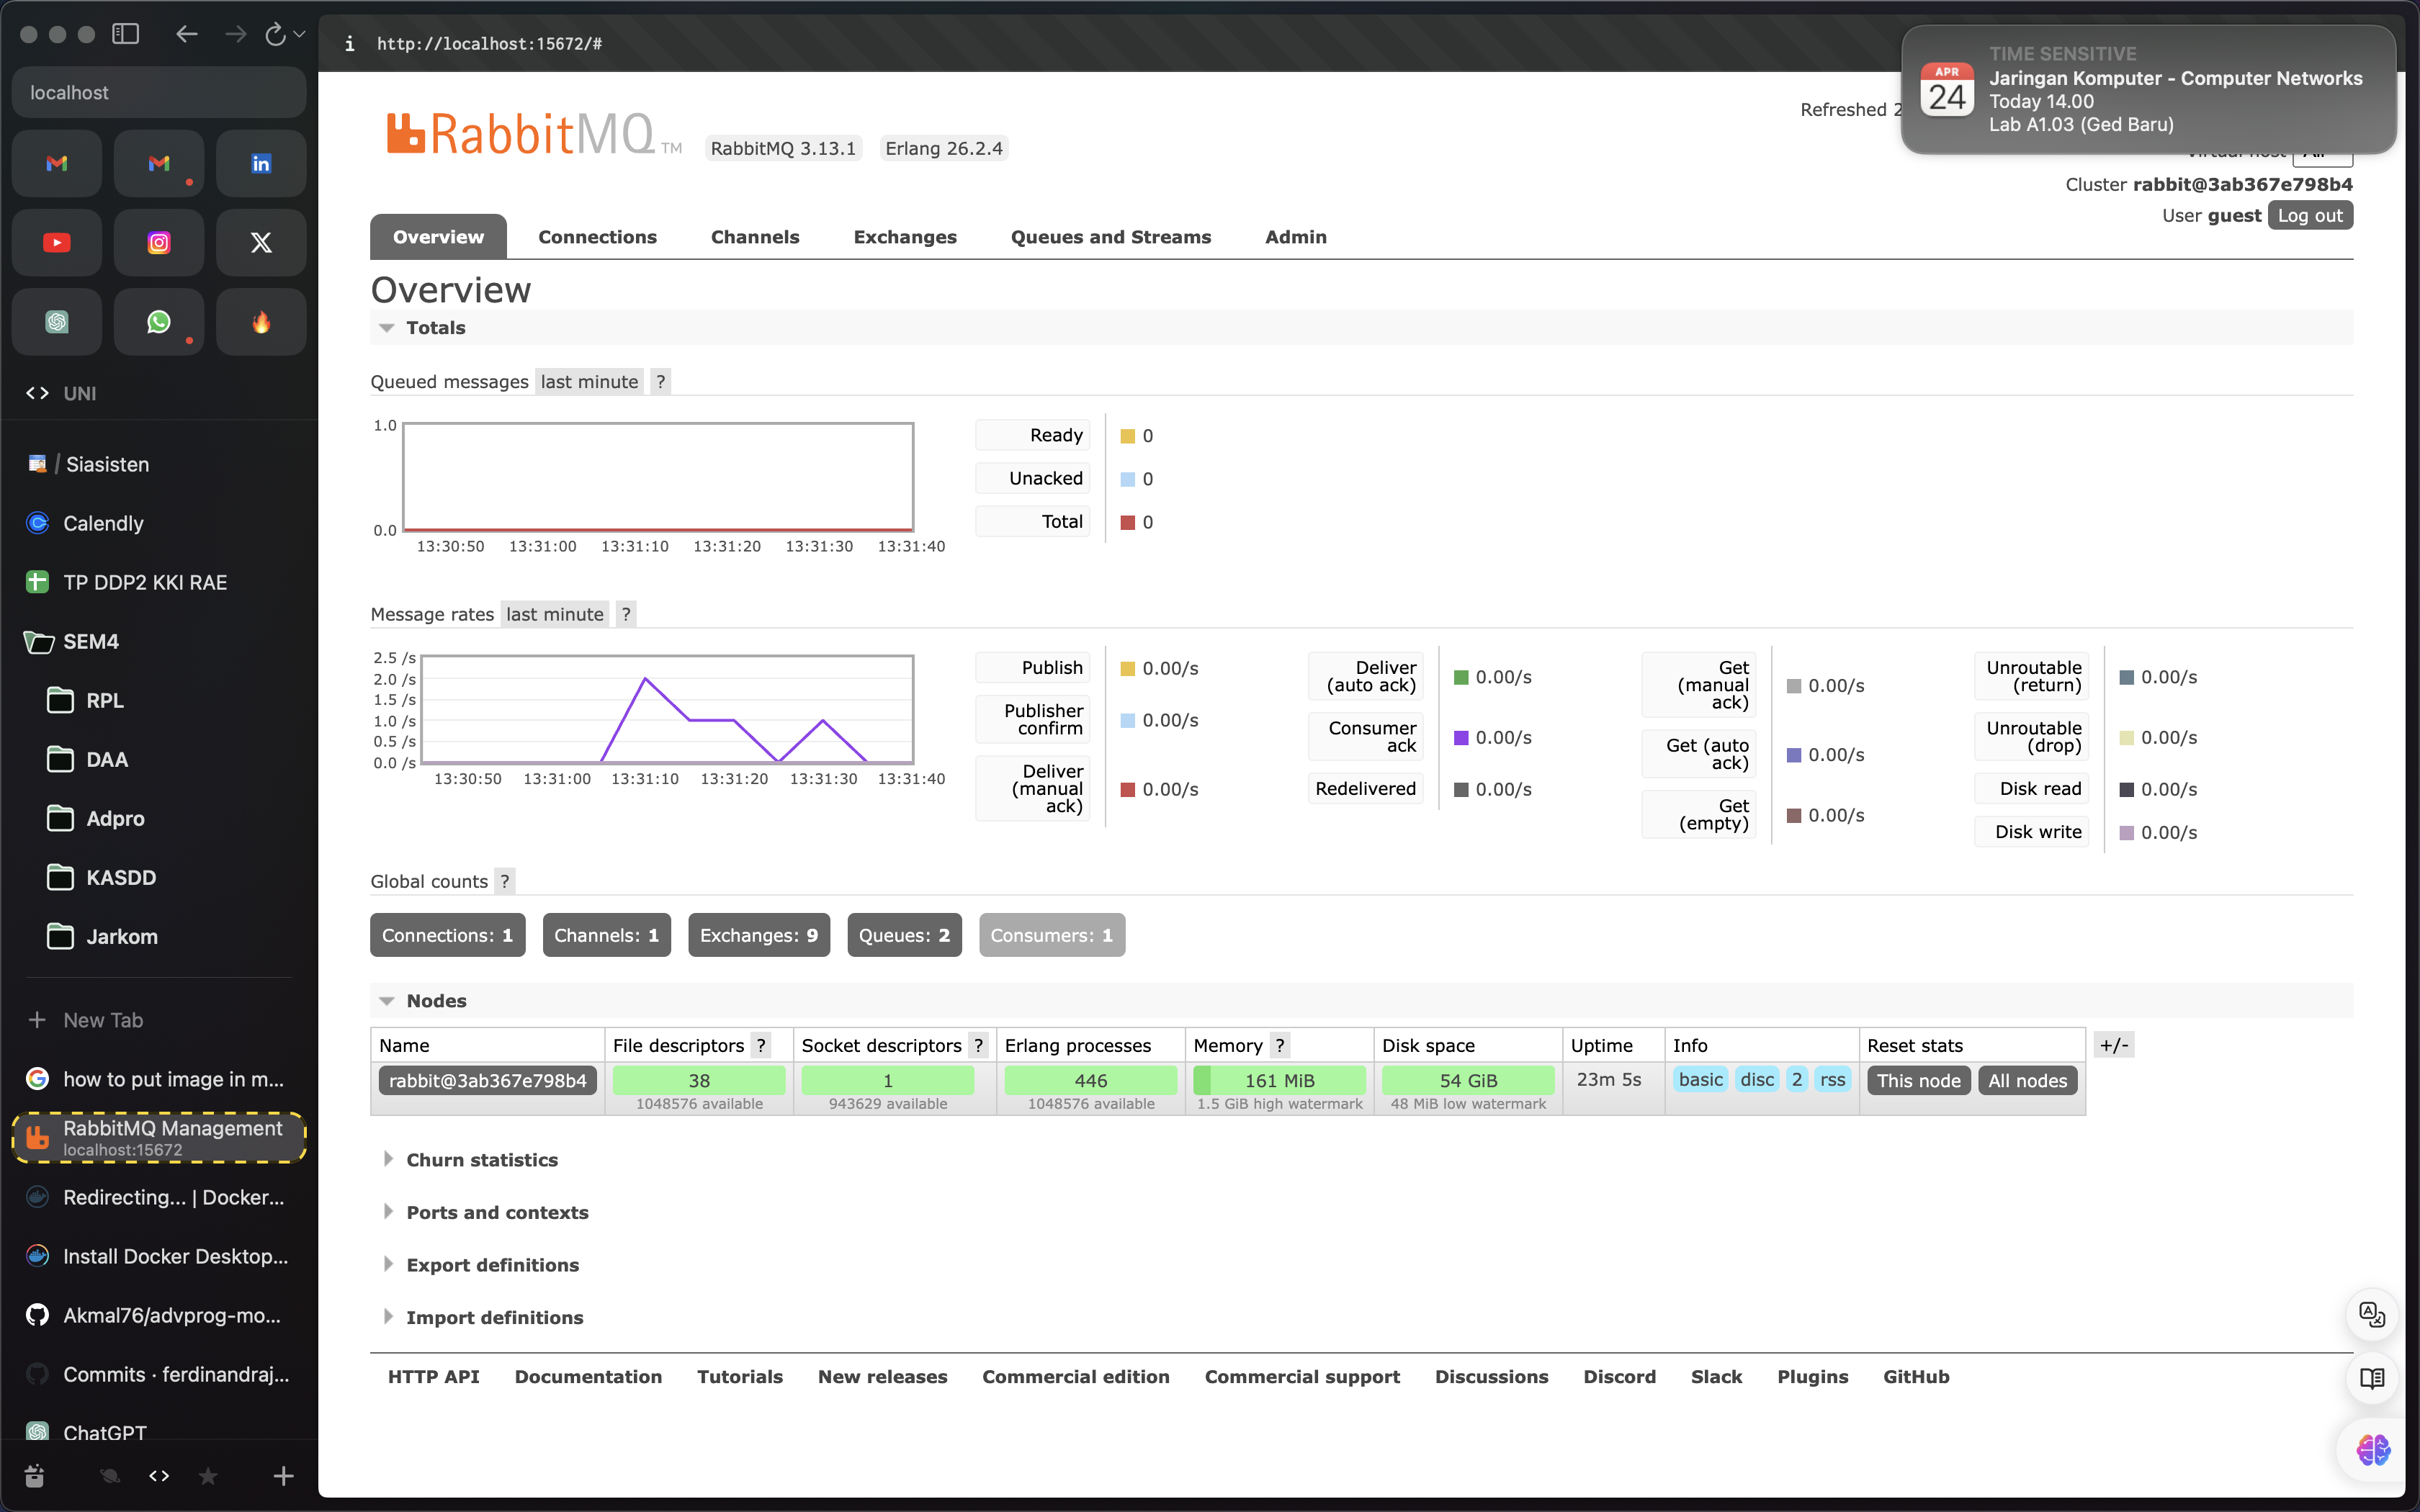 localhost
UNI
Siasisten
Calendly
TP DDP2 KKI RAE
SEM4
RPL
DAA
Adpro
KASDD
Jarkom
New Tab
how to put image in m...
RabbitMQ Management
localhost:15672
Redirecting... | Docker...
Install Docker Desktop...
Akmal76/advprog-mo...
Commits · ferdinandraj...
ChatGPT
http://localhost:15672/#
TIME SENSITIVE
APR
24
Jaringan Komputer - Computer Networks
Today 14.00
Lab A1.03 (Ged Baru)
RabbitMQ TM
RabbitMQ 3.13.1
Erlang 26.2.4
Refreshed 2
Cluster rabbit@3ab367e798b4
User guest Log out
Overview Connections Channels Exchanges Queues and Streams Admin
Overview
Totals
Queued messages last minute ?
1.0
0.0
13:30:50 13:31:00 13:31:10 13:31:20 13:31:30 13:31:40
Ready 0
Unacked 0
Total 0
Message rates last minute ?
2.5 /s
2.0 /s
1.5 /s
1.0 /s
0.5 /s
0.0 /s
13:30:50 13:31:00 13:31:10 13:31:20 13:31:30 13:31:40
Publish 0.00/s
Publisher
confirm 0.00/s
Deliver
(manual
ack) 0.00/s
Deliver
(auto ack) 0.00/s
Consumer
ack 0.00/s
Redelivered 0.00/s
Get
(manual
ack) 0.00/s
Get (auto
ack) 0.00/s
Get
(empty) 0.00/s
Unroutable
(return) 0.00/s
Unroutable
(drop) 0.00/s
Disk read 0.00/s
Disk write 0.00/s
Global counts ?
Connections: 1 Channels: 1 Exchanges: 9 Queues: 2 Consumers: 1
Nodes
Name File descriptors ? Socket descriptors ? Erlang processes Memory ? Disk space Uptime Info Reset stats +/-
rabbit@3ab367e798b4 38 1 446 161 MiB 54 GiB 23m 5s basic disc 2 rss This node All nodes
1048576 available 943629 available 1048576 available 1.5 GiB high watermark 48 MiB low watermark
Churn statistics
Ports and contexts
Export definitions
Import definitions
HTTP API Documentation Tutorials New releases Commercial edition Commercial support Discussions Discord Slack Plugins GitHub